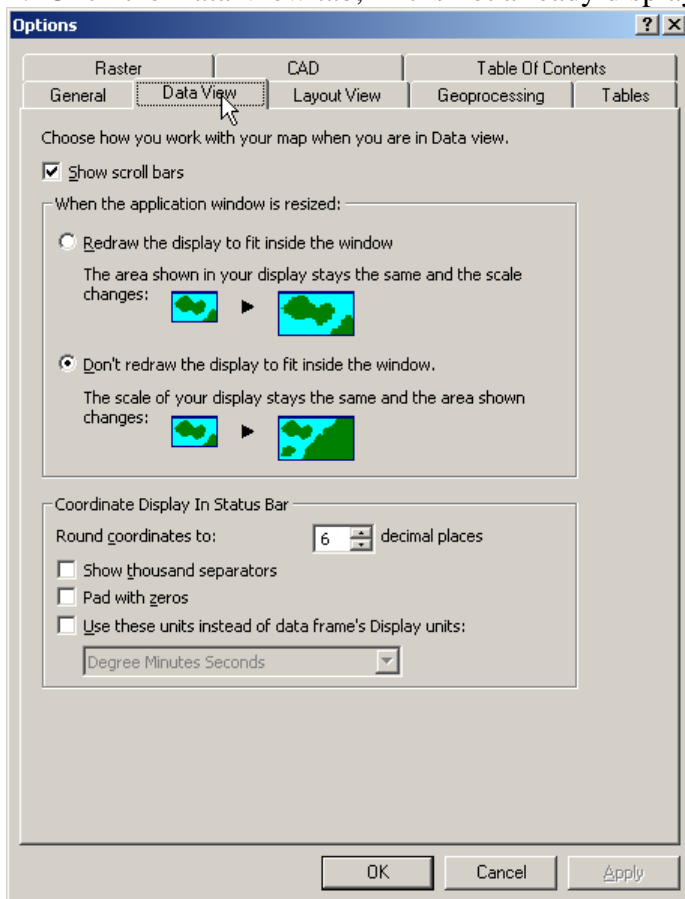 Options
Raster CAD Table Of Contents
General Data View Layout View Geoprocessing Tables
Choose how you work with your map when you are in Data view.
Show scroll bars
When the application window is resized:
Redraw the display to fit inside the window
The area shown in your display stays the same and the scale
changes:
Don't redraw the display to fit inside the window.
The scale of your display stays the same and the area shown
changes:
Coordinate Display In Status Bar
Round coordinates to: 6 decimal places
Show thousand separators
Pad with zeros
Use these units instead of data frame's Display units:
Degree Minutes Seconds
OK Cancel Apply